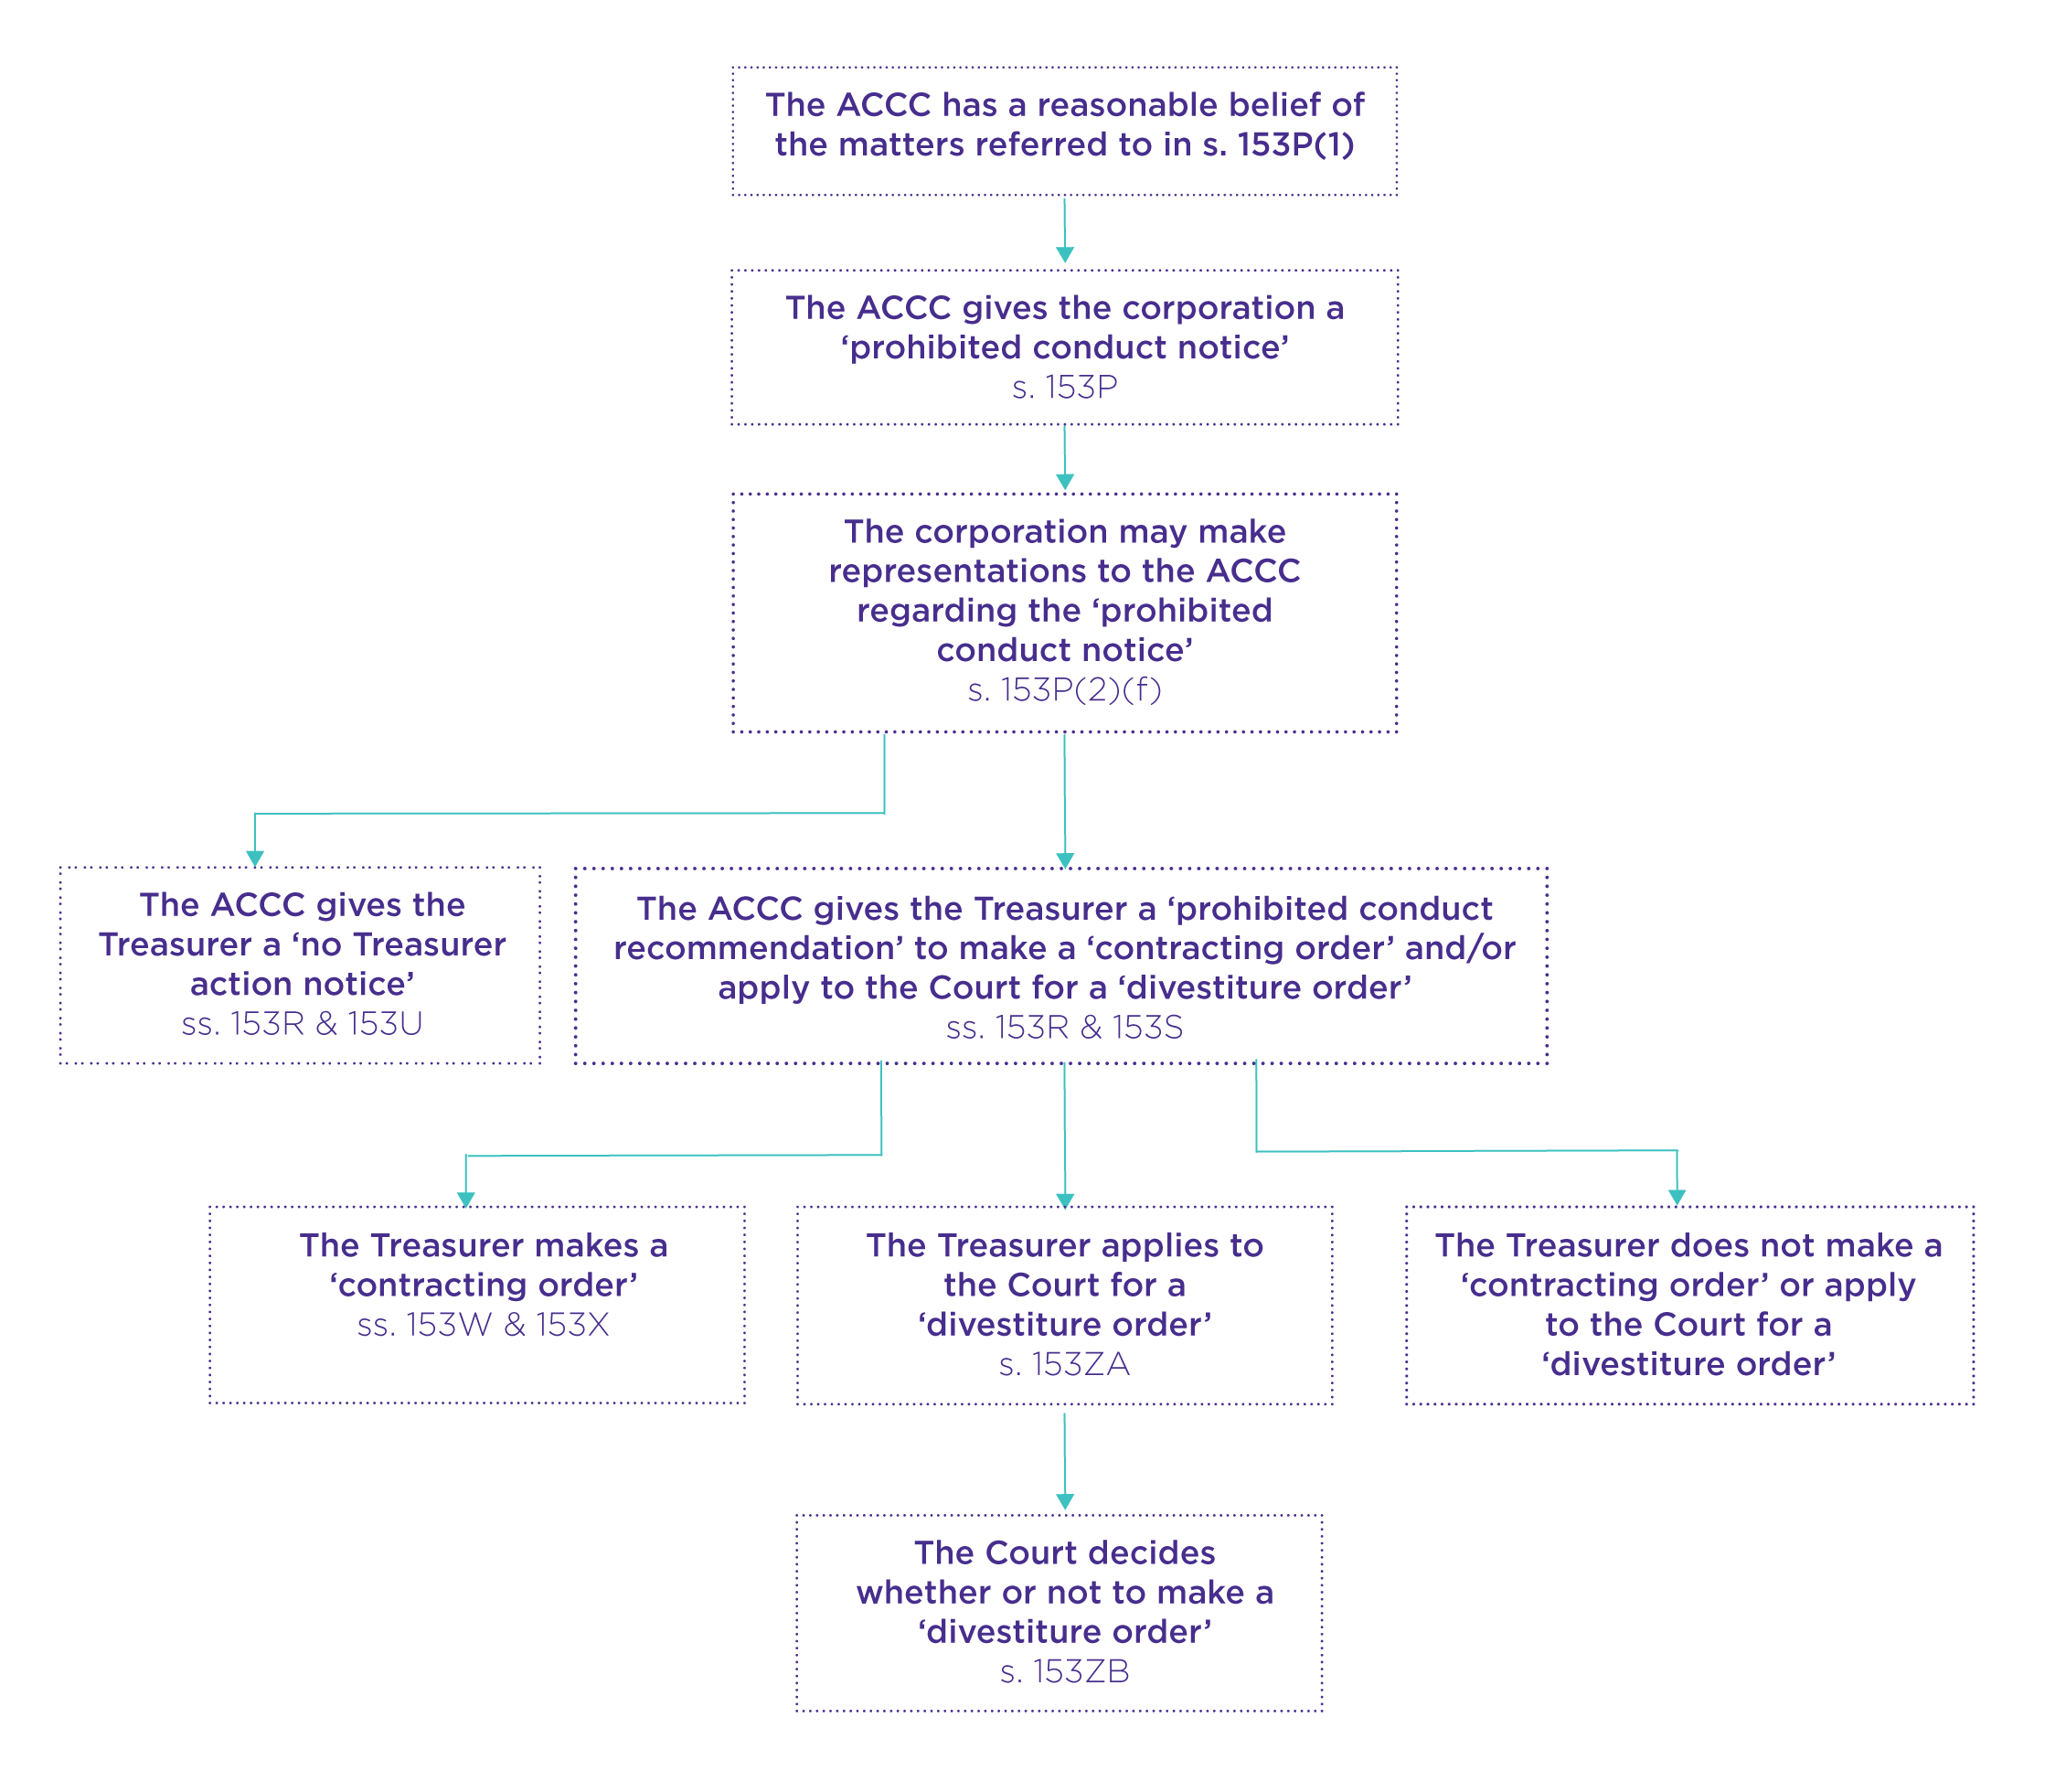 The ACCC has a reasonable belief of
the matters referred to in s. 153P(1)
The ACCC gives the corporation a
‘prohibited conduct notice’
s. 153P
The corporation may make
representations to the ACCC
regarding the ‘prohibited
conduct notice’
s. 153P(2)(f)
The ACCC gives the
Treasurer a ‘no Treasurer
action notice’
ss. 153R & 153U
The ACCC gives the Treasurer a ‘prohibited conduct
recommendation’ to make a ‘contracting order’ and/or
apply to the Court for a ‘divestiture order’
ss. 153R & 153S
The Treasurer makes a
‘contracting order’
ss. 153W & 153X
The Treasurer applies to
the Court for a
‘divestiture order’
s. 153ZA
The Treasurer does not make a
‘contracting order’ or apply
to the Court for a
‘divestiture order’
The Court decides
whether or not to make a
‘divestiture order’
s. 153ZB